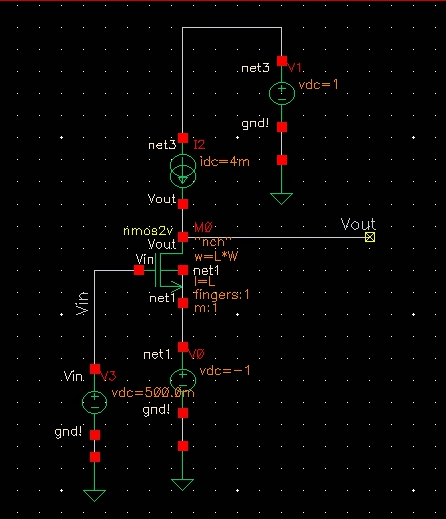 net3
V1
vdc=1
gnd!
net3
I2
idc=4m
Vout
M0
Vout
nmos2v
Vout
"nch"
w=L*W
Vin
net1
l=L
net1
fingers:1
m:1
Vin
net1
V0
vdc=-1
Vin
V3
vdc=500.0m
gnd!
gnd!